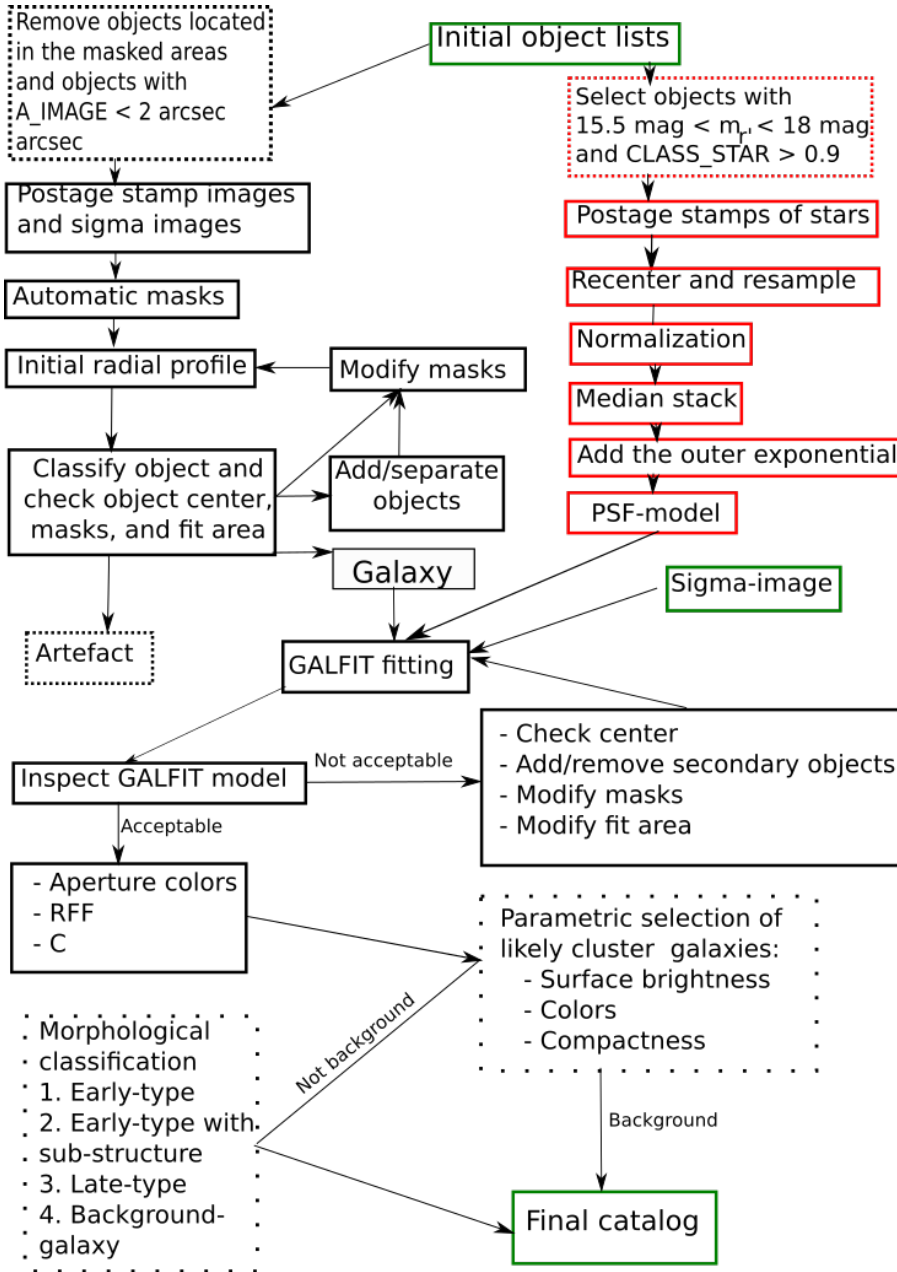 Remove objects located
in the masked areas
and objects with
A_IMAGE < 2 arcsec
arcsec
Initial object lists
Select objects with
15.5 mag < m_r' < 18 mag
and CLASS_STAR > 0.9
Postage stamp images
and sigma images
Postage stamps of stars
Automatic masks
Recenter and resample
Initial radial profile
Modify masks
Normalization
Median stack
Classify object and
check object center,
masks, and fit area
Add/separate
objects
Add the outer exponential
PSF-model
Galaxy
Sigma-image
Artefact
GALFIT fitting
Inspect GALFIT model
Not acceptable
- Check center
- Add/remove secondary objects
- Modify masks
- Modify fit area
Acceptable
- Aperture colors
- RFF
- C
Parametric selection of
likely cluster galaxies:
- Surface brightness
- Colors
- Compactness
Not background
Morphological
classification
1. Early-type
2. Early-type with
sub-structure
3. Late-type
4. Background-
galaxy
Background
Final catalog